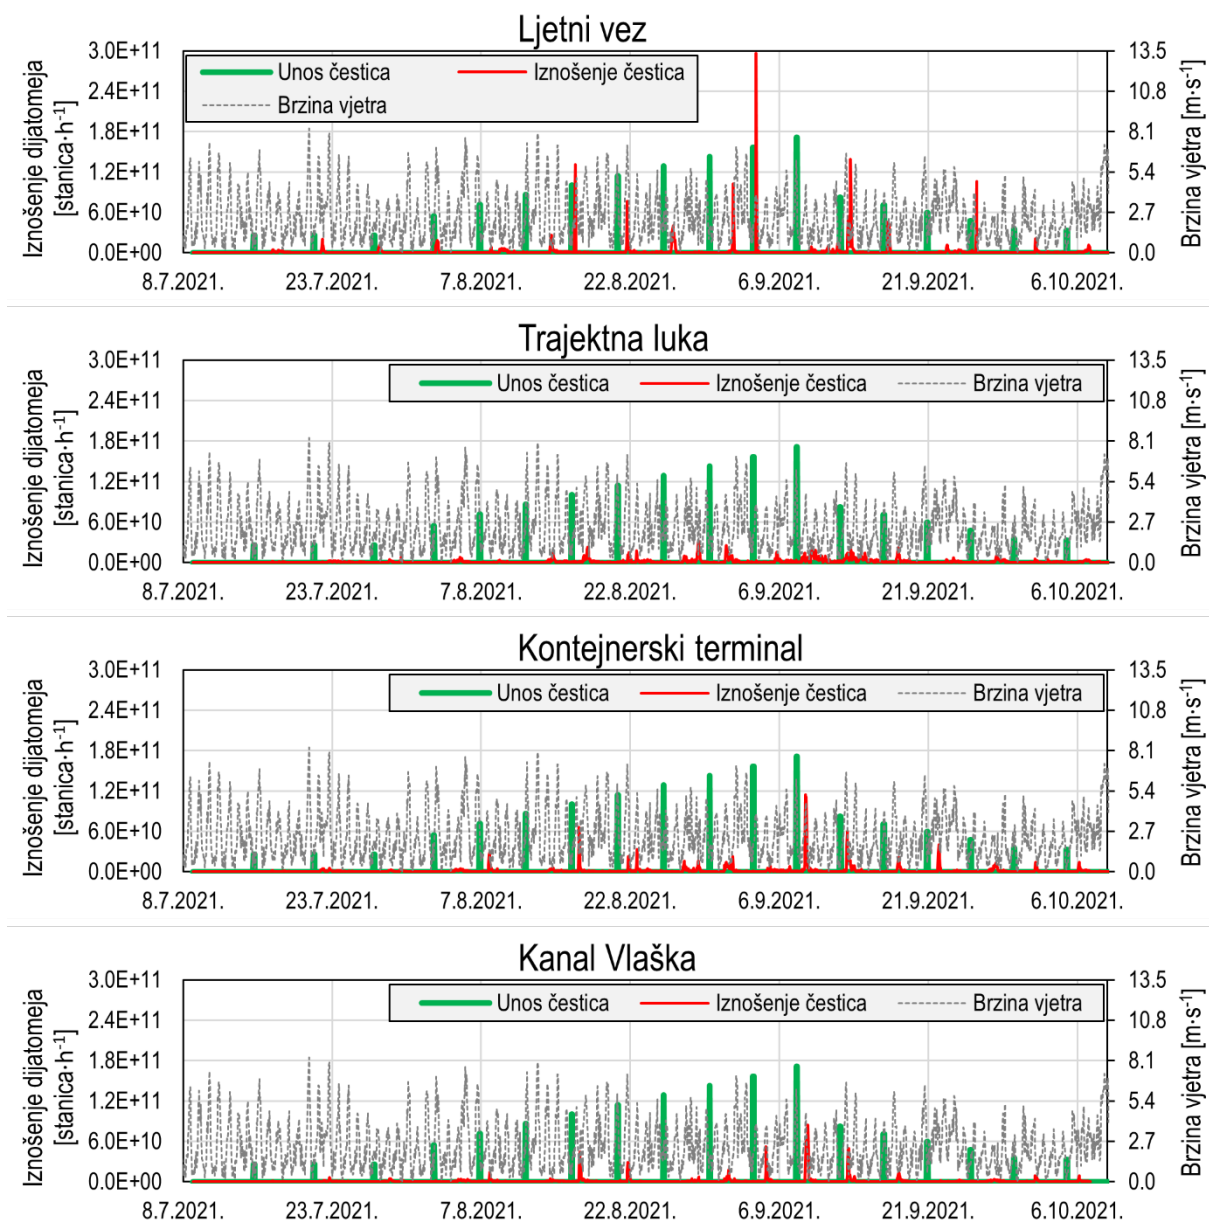 Ljetni vez
Iznošenje dijatomeja
[stanica·h⁻¹]
3.0E+11
2.4E+11
1.8E+11
1.2E+11
6.0E+10
0.0E+00
Unos čestica
Iznošenje čestica
Brzina vjetra
13.5
10.8
8.1
5.4
2.7
0.0
Brzina vjetra [m·s⁻¹]
8.7.2021. 23.7.2021. 7.8.2021. 22.8.2021. 6.9.2021. 21.9.2021. 6.10.2021.
Trajektna luka
Iznošenje dijatomeja
[stanica·h⁻¹]
3.0E+11
2.4E+11
1.8E+11
1.2E+11
6.0E+10
0.0E+00
Unos čestica Iznošenje čestica Brzina vjetra
13.5
10.8
8.1
5.4
2.7
0.0
Brzina vjetra [m·s⁻¹]
8.7.2021. 23.7.2021. 7.8.2021. 22.8.2021. 6.9.2021. 21.9.2021. 6.10.2021.
Kontejnerski terminal
Iznošenje dijatomeja
[stanica·h⁻¹]
3.0E+11
2.4E+11
1.8E+11
1.2E+11
6.0E+10
0.0E+00
Unos čestica Iznošenje čestica Brzina vjetra
13.5
10.8
8.1
5.4
2.7
0.0
Brzina vjetra [m·s⁻¹]
8.7.2021. 23.7.2021. 7.8.2021. 22.8.2021. 6.9.2021. 21.9.2021. 6.10.2021.
Kanal Vlaška
Iznošenje dijatomeja
[stanica·h⁻¹]
3.0E+11
2.4E+11
1.8E+11
1.2E+11
6.0E+10
0.0E+00
Unos čestica Iznošenje čestica Brzina vjetra
13.5
10.8
8.1
5.4
2.7
0.0
Brzina vjetra [m·s⁻¹]
8.7.2021. 23.7.2021. 7.8.2021. 22.8.2021. 6.9.2021. 21.9.2021. 6.10.2021.